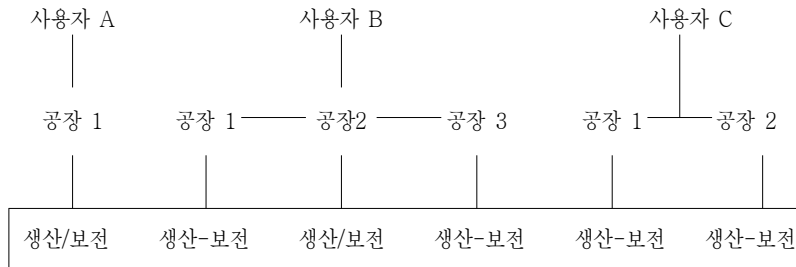 사용자 A 사용자 B 사용자 C
공장 1 공장 1 공장2 공장 3 공장 1 공장 2
생산/보전 생산-보전 생산/보전 생산-보전 생산-보전 생산-보전